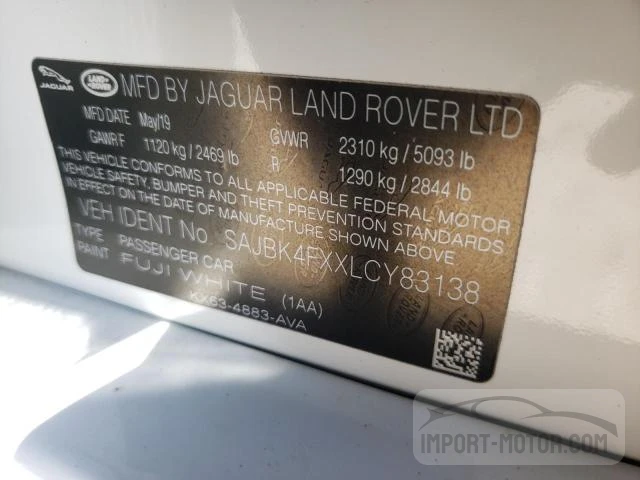 JAGUAR LAND ROVER MFD BY JAGUAR LAND ROVER LTD
MFD DATE May/19
GAWR F 1120 kg / 2469 lb GVWR 2310 kg / 5093 lb
R 1290 kg / 2844 lb
THIS VEHICLE CONFORMS TO ALL APPLICABLE FEDERAL MOTOR
VEHICLE SAFETY, BUMPER AND THEFT PREVENTION STANDARDS
IN EFFECT ON THE DATE OF MANUFACTURE SHOWN ABOVE
VEH IDENT No. SAJBK4FXXLCY83138
TYPE PASSENGER CAR
PAINT FUJI WHITE (1AA)
KX63-4883-AVA
IMPORT-MOTOR.COM